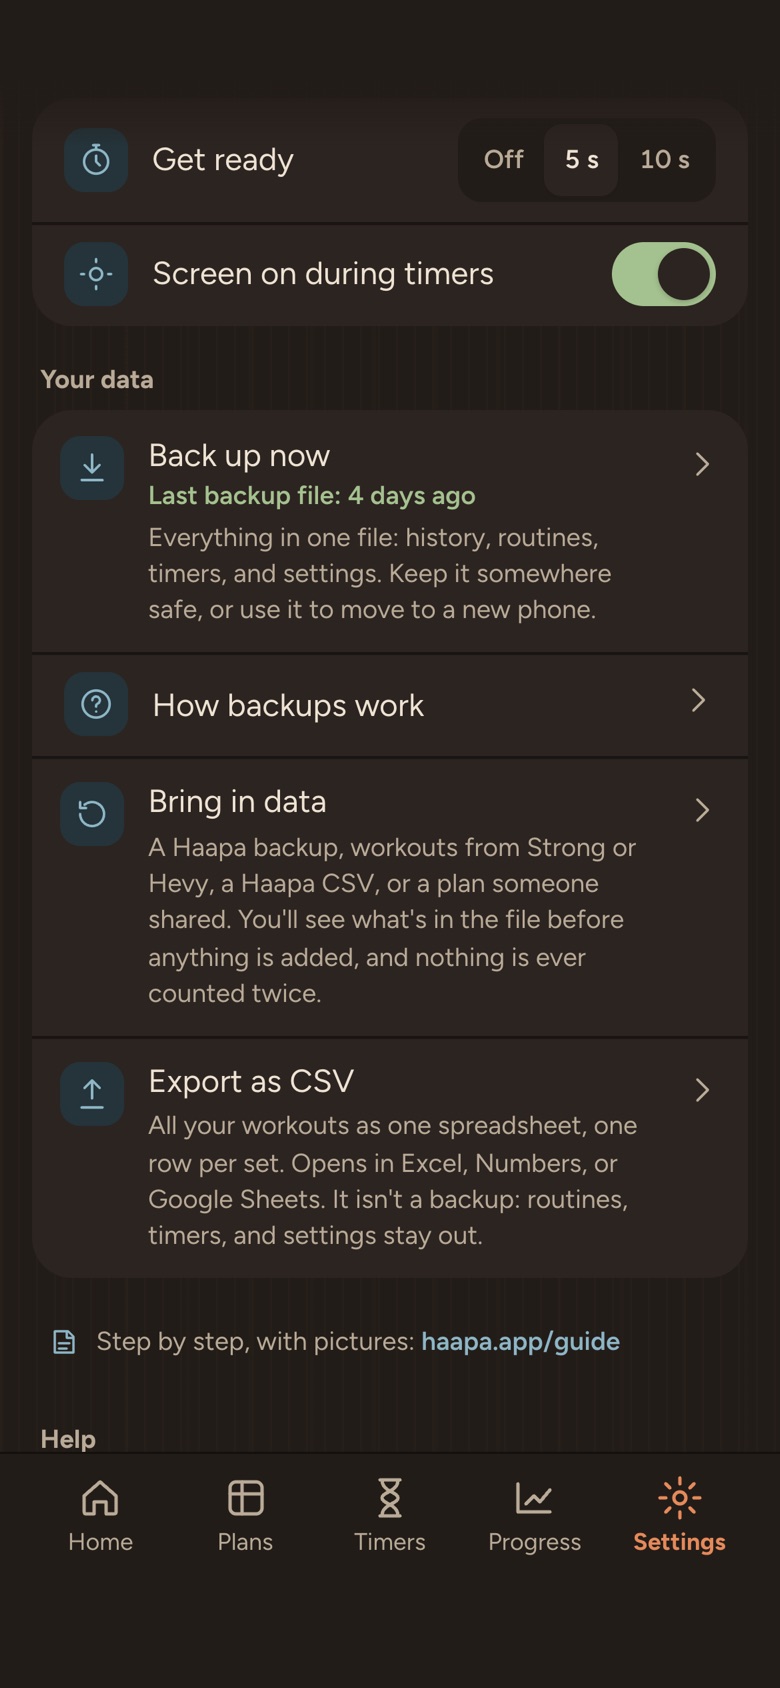 Get ready
Off 5 s 10 s
Screen on during timers
Your data
Back up now
Last backup file: 4 days ago
Everything in one file: history, routines,
timers, and settings. Keep it somewhere
safe, or use it to move to a new phone.
How backups work
Bring in data
A Haapa backup, workouts from Strong or
Hevy, a Haapa CSV, or a plan someone
shared. You'll see what's in the file before
anything is added, and nothing is ever
counted twice.
Export as CSV
All your workouts as one spreadsheet, one
row per set. Opens in Excel, Numbers, or
Google Sheets. It isn't a backup: routines,
timers, and settings stay out.
Step by step, with pictures: haapa.app/guide
Help
Home Plans Timers Progress Settings